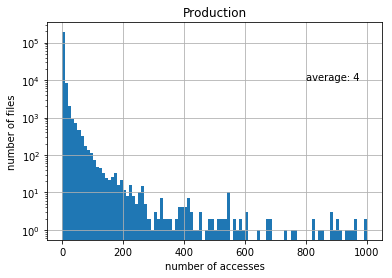 Production
number of files
10⁵
10⁴
10³
10²
10¹
10⁰
average: 4
0 200 400 600 800 1000
number of accesses